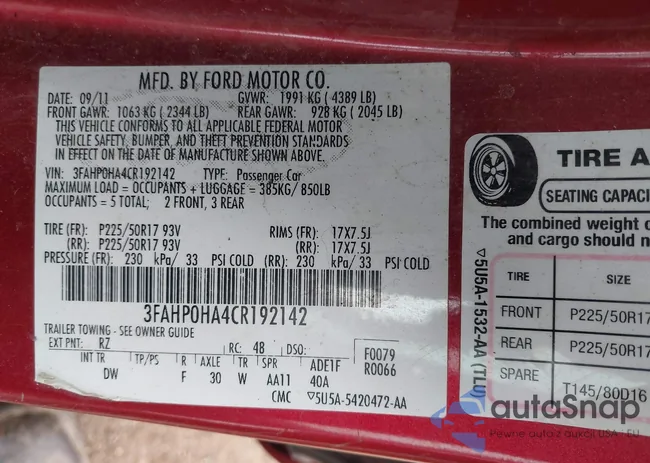 MFD. BY FORD MOTOR CO.
DATE: 09/11 GVWR: 1991 KG ( 4389 LB)
FRONT GAWR: 1063 KG ( 2344 LB) REAR GAWR: 928 KG ( 2045 LB)
THIS VEHICLE CONFORMS TO ALL APPLICABLE FEDERAL MOTOR
VEHICLE SAFETY, BUMPER, AND THEFT PREVENTION STANDARDS
IN EFFECT ON THE DATE OF MANUFACTURE SHOWN ABOVE.
VIN: 3FAHP0HA4CR192142 TYPE: Passenger Car
MAXIMUM LOAD = OCCUPANTS + LUGGAGE = 385KG/ 850LB
OCCUPANTS = 5 TOTAL; 2 FRONT, 3 REAR
TIRE (FR): P225/50R17 93V RIMS (FR): 17X7.5J
(RR): P225/50R17 93V (RR): 17X7.5J
PRESSURE (FR): 230 kPa/ 33 PSI COLD (RR): 230 kPa/ 33 PSI COLD
3FAHP0HA4CR192142
TRAILER TOWING - SEE OWNER GUIDE
EXT PNT: RZ RC: 48 DSO: F0079
R0066
INT TR TP/PS R AXLE TR SPR ADE1F
DW F 30 W AA11 40A
CMC ▽5U5A-5420472-AA
▽5U5A-1532-AA (TLU)
TIRE A
SEATING CAPACI
The combined weight o
and cargo should n
TIRE SIZE
FRONT P225/50R17
REAR P225/50R17
SPARE T145/80D16
autoSnap
Pewne auto z aukcji USA - EU